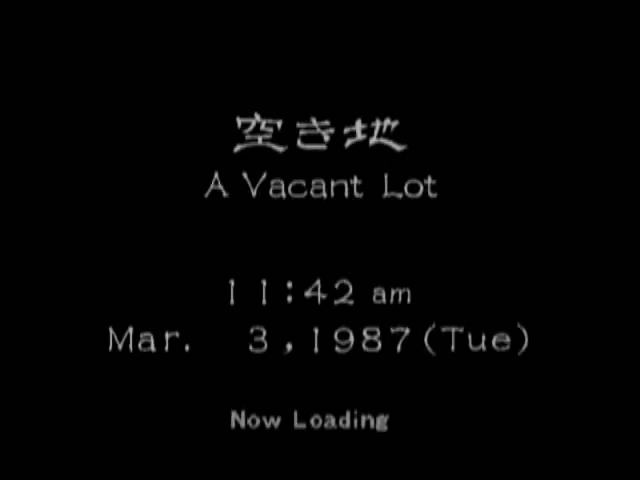 空き地
A Vacant Lot
11:42 am
Mar. 3,1987(Tue)
Now Loading